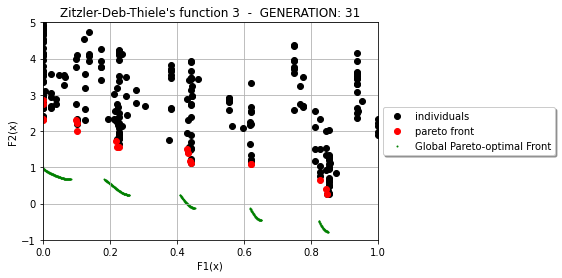 Zitzler-Deb-Thiele's function 3 - GENERATION: 31
5
4
3
2
1
0
−1
F2(x)
0.0 0.2 0.4 0.6 0.8 1.0
F1(x)
individuals
pareto front
Global Pareto-optimal Front